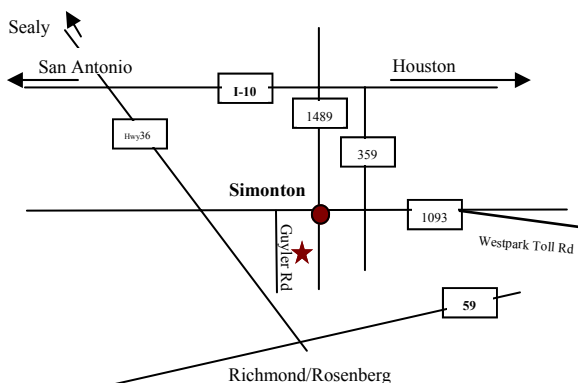 Sealy
San Antonio
Houston
I-10
1489
Hwy36
359
Simonton
1093
Guyler Rd
Westpark Toll Rd
59
Richmond/Rosenberg